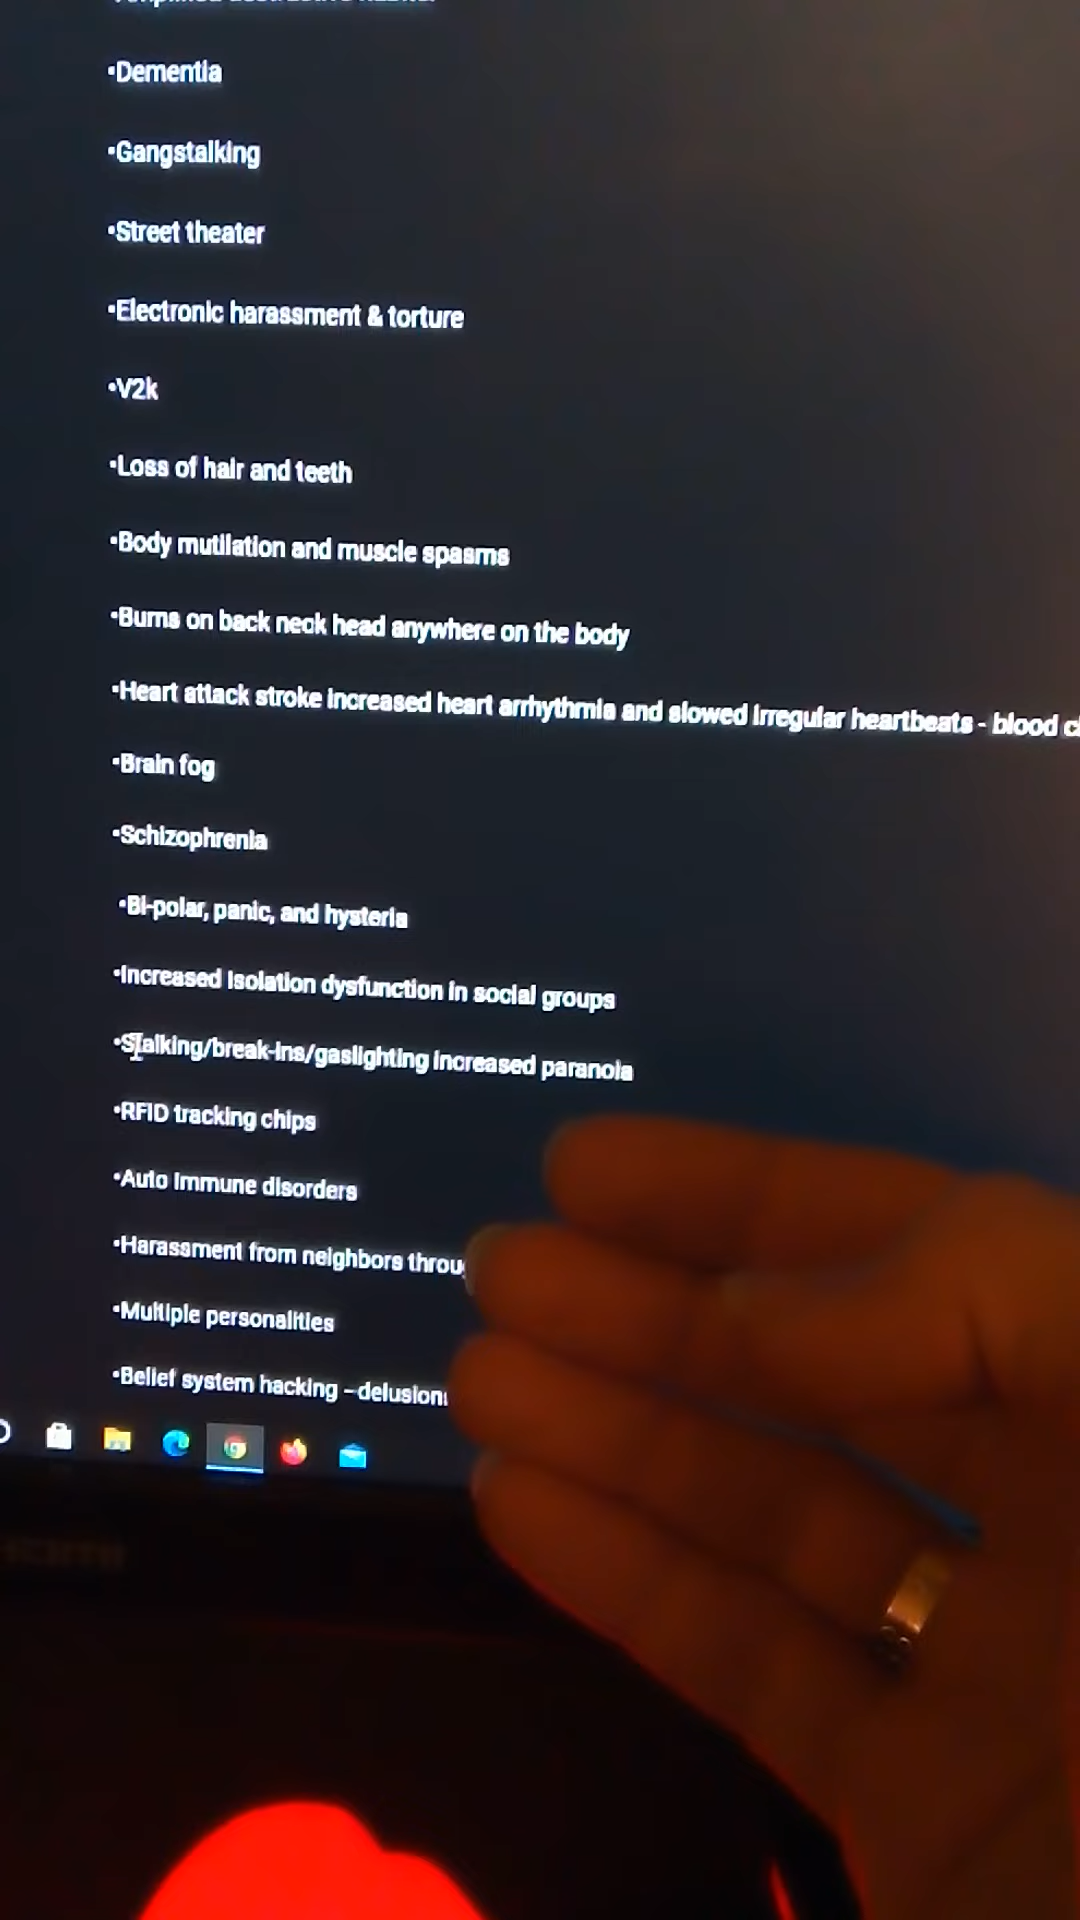 •Dementia
•Gangstalking
•Street theater
•Electronic harassment & torture
•V2k
•Loss of hair and teeth
•Body mutilation and muscle spasms
•Burns on back neck head anywhere on the body
•Heart attack stroke increased heart arrhythmia and slowed irregular heartbeats - blood
•Brain fog
•Schizophrenia
•Bi-polar, panic, and hysteria
•Increased isolation dysfunction in social groups
•Stalking/break-ins/gaslighting increased paranoia
•RFID tracking chips
•Auto immune disorders
•Harassment from neighbors
•Multiple personalities
•Belief system hacking –